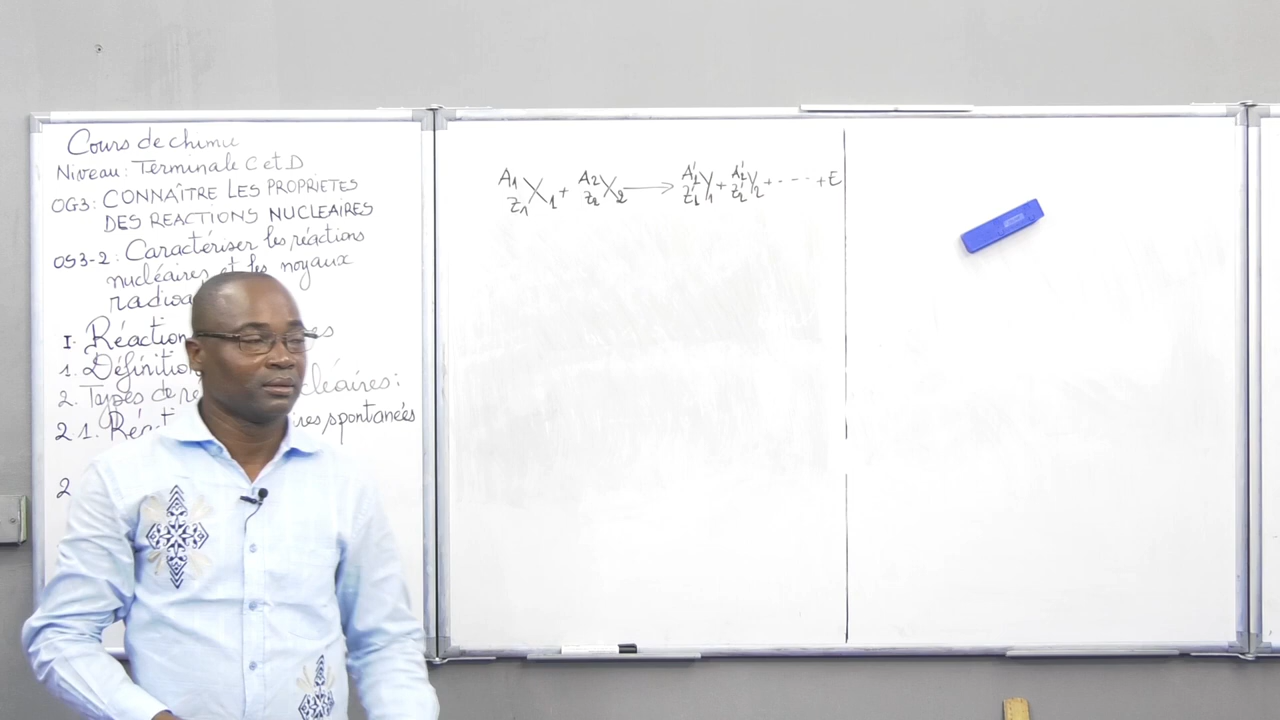 Cours de chimie
Niveau: Terminale C et D
OG3: CONNAÎTRE LES PROPRIETES
DES REACTIONS NUCLEAIRES
OS3-2: Caractériser les réactions
nucléaires et les noyaux
I. Réaction
1. Définition
2. Types de cléaires:
2 1. spontanées
2
A1 Z1 X1 + A2 Z2 X2 → A'1 Z'1 Y1 + A'2 Z'2 Y2 + ---- + E